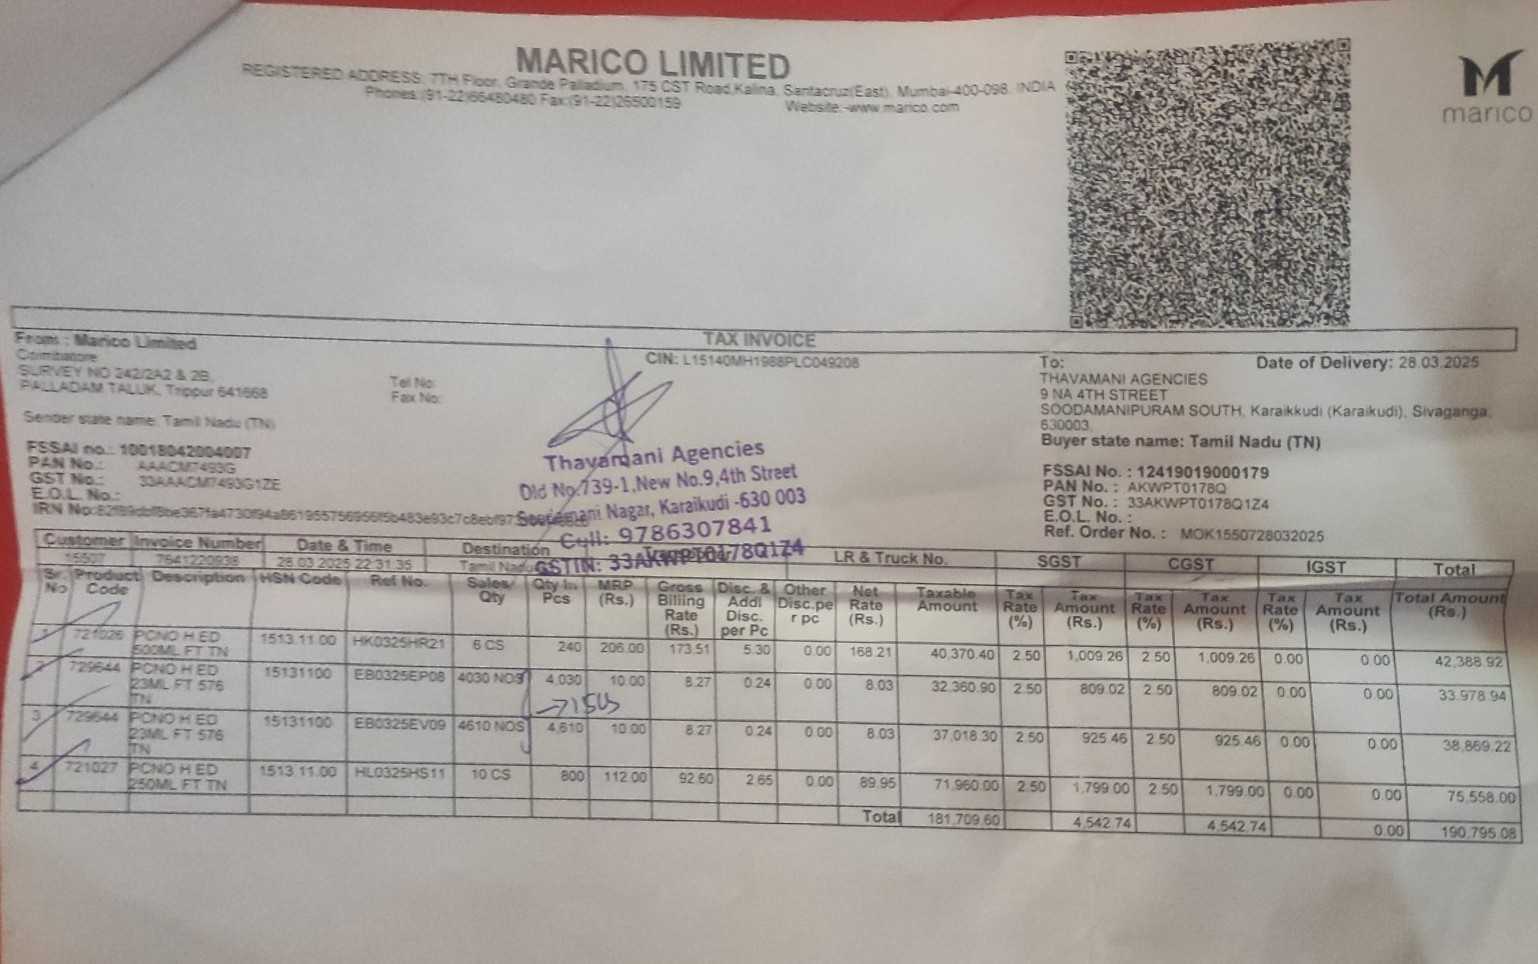 MARICO LIMITED
REGISTERED ADDRESS: 7TH Floor, Grande Palladium, 175 CST Road,Kalina, Santacruz(East), Mumbai-400-098, INDIA
Phones:(91-22)66480480 Fax:(91-22)26500159 Website:-www.marico.com
marico
TAX INVOICE
CIN: L15140MH1988PLC049208
From : Marico Limited
Coimbatore
SURVEY NO 242/2A2 & 2B,
PALLADAM TALUK, Trippur 641668
Tel No:
Fax No:
Sender state name: Tamil Nadu (TN)
FSSAI no.: 10018042004007
PAN No.: AAACM7493G
GST No.: 33AAACM7493G1ZE
E.O.L. No.:
IRN No:
Thavamani Agencies
Old No.739-1,New No.9,4th Street
Nagar, Karaikudi -630 003
Cell: 9786307841
GSTIN: 33AKWPT0178Q1Z4
To: Date of Delivery: 28.03.2025
THAVAMANI AGENCIES
9 NA 4TH STREET
SOODAMANIPURAM SOUTH, Karaikkudi (Karaikudi), Sivaganga,
630003,
Buyer state name: Tamil Nadu (TN)
FSSAI No. : 12419019000179
PAN No. : AKWPT0178Q
GST No. : 33AKWPT0178Q1Z4
E.O.L. No. :
Ref. Order No. : MOK1550728032025
Customer Invoice Number Date & Time Destination LR & Truck No. SGST CGST IGST Total
15507 7641220938 28.03.2025 22:31:35 Tamil Nadu
Sr. No Product Code Description HSN Code Ref No. Sales Qty Qty In Pcs MRP (Rs.) Gross Billing Rate (Rs.) Disc. & Addl Disc. per Pc Other Disc.pe r pc Net Rate (Rs.) Taxable Amount Tax Rate (%) Tax Amount (Rs.) Tax Rate (%) Tax Amount (Rs.) Tax Rate (%) Tax Amount (Rs.) Total Amount (Rs.)
1 721026 PCNO H ED 1513.11.00 HK0325HR21 6 CS 240 206.00 173.51 5.30 0.00 168.21 40,370.40 2.50 1,009.26 2.50 1,009.26 0.00 0.00 42,388.92
500ML FT TN
2 729644 PCNO H ED 15131100 EB0325EP08 4030 NOS 4,030 10.00 8.27 0.24 0.00 8.03 32,360.90 2.50 809.02 2.50 809.02 0.00 0.00 33,978.94
23ML FT 576
TN
3 729644 PCNO H ED 15131100 EB0325EV09 4610 NOS 4,610 10.00 8.27 0.24 0.00 8.03 37,018.30 2.50 925.46 2.50 925.46 0.00 0.00 38,869.22
23ML FT 576
TN
4 721027 PCNO H ED 1513.11.00 HL0325HS11 10 CS 800 112.00 92.60 2.65 0.00 89.95 71,960.00 2.50 1,799.00 2.50 1,799.00 0.00 0.00 75,558.00
250ML FT TN
Total 181,709.60 4,542.74 4,542.74 0.00 190,795.08